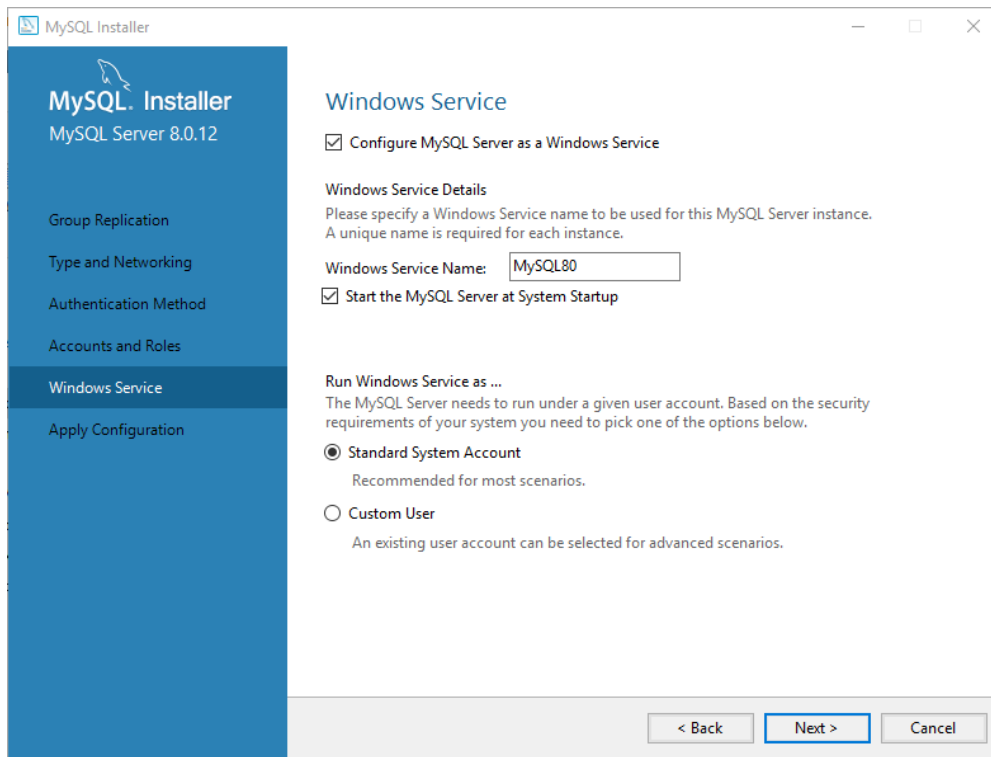 MySQL Installer
MySQL. Installer
MySQL Server 8.0.12
Group Replication
Type and Networking
Authentication Method
Accounts and Roles
Windows Service
Apply Configuration
Windows Service
Configure MySQL Server as a Windows Service
Windows Service Details
Please specify a Windows Service name to be used for this MySQL Server instance.
A unique name is required for each instance.
Windows Service Name: MySQL80
Start the MySQL Server at System Startup
Run Windows Service as ...
The MySQL Server needs to run under a given user account. Based on the security
requirements of your system you need to pick one of the options below.
Standard System Account
Recommended for most scenarios.
Custom User
An existing user account can be selected for advanced scenarios.
< Back Next > Cancel